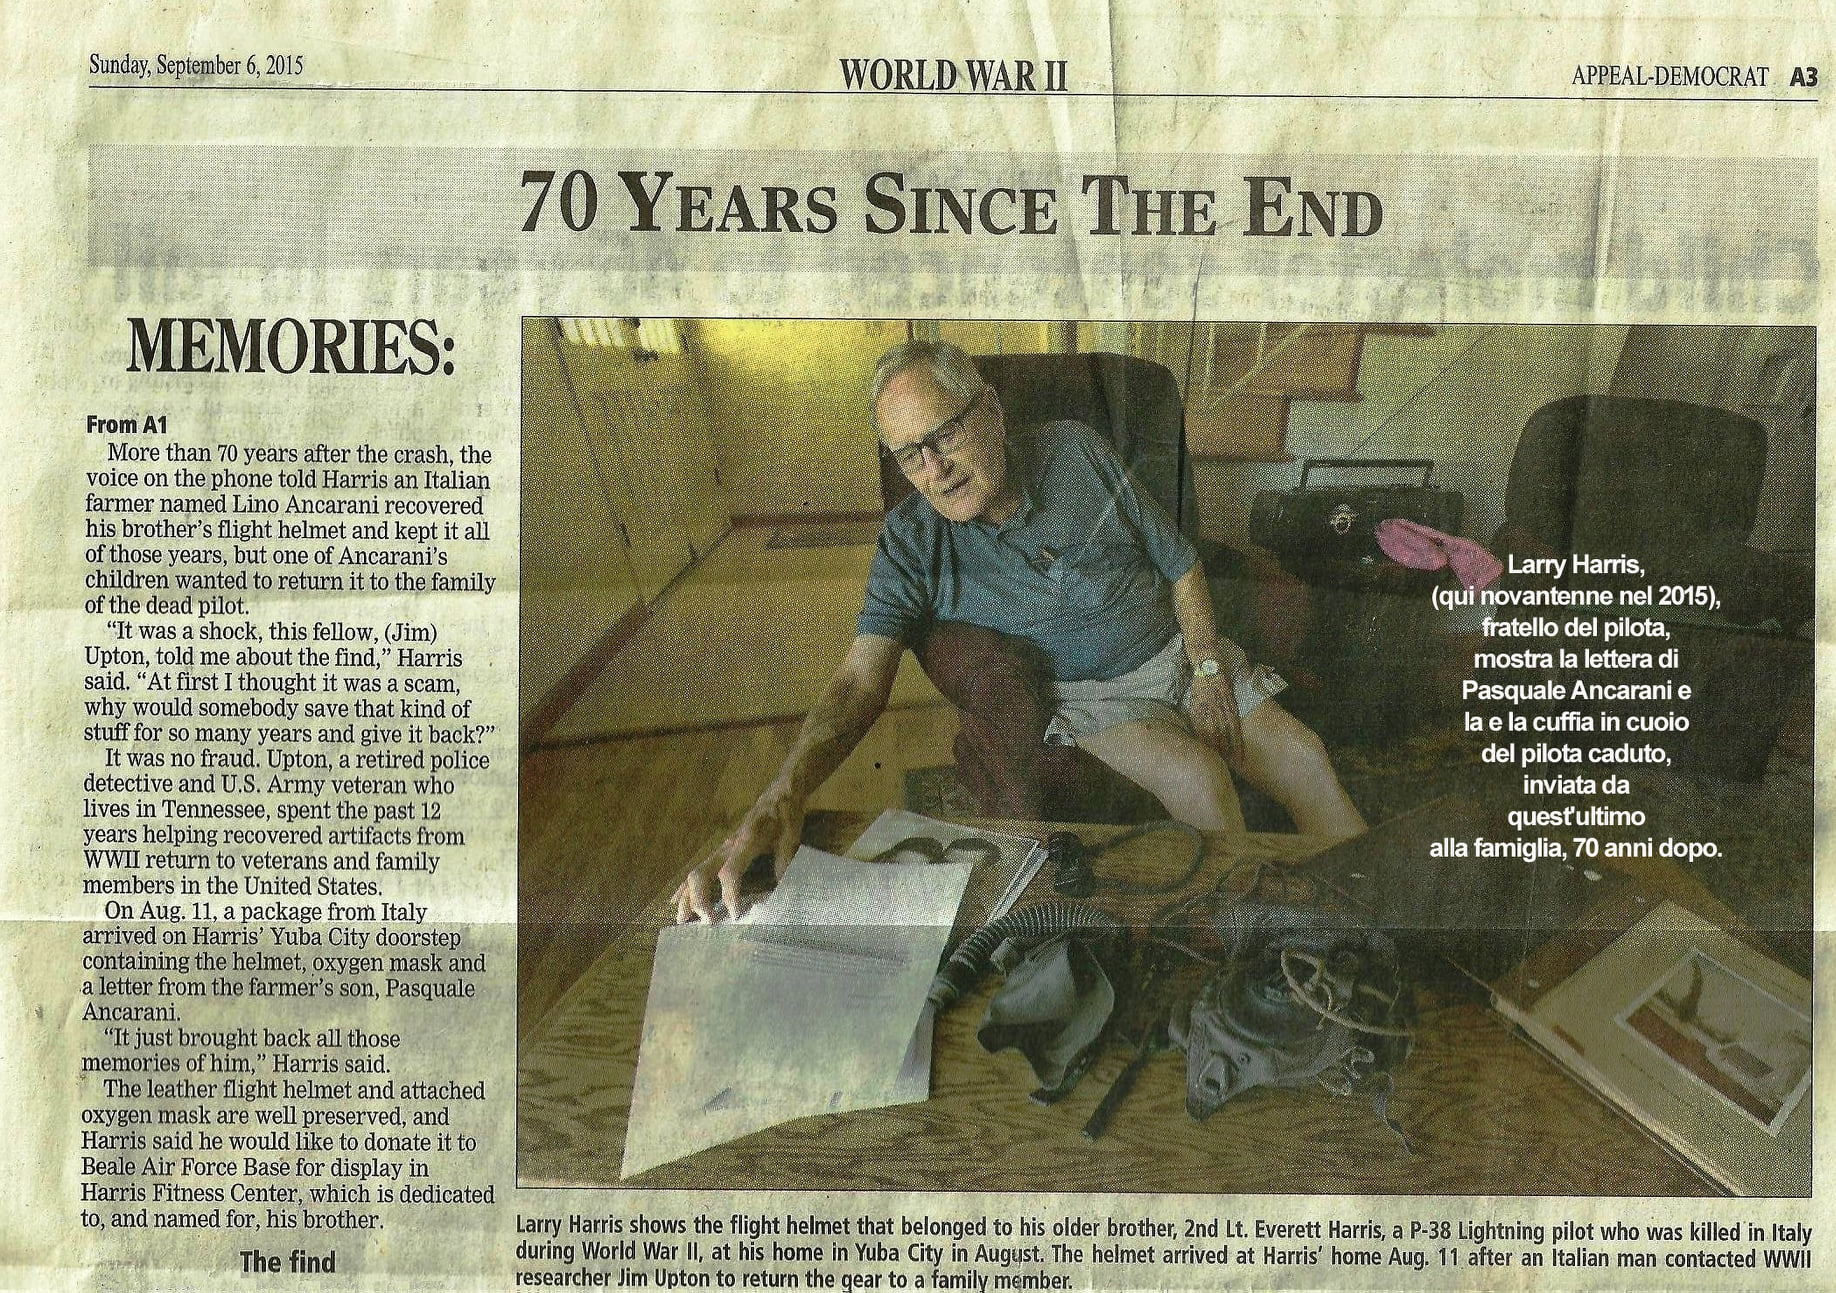 Sunday, September 6, 2015
WORLD WAR II
APPEAL-DEMOCRAT A3
70 YEARS SINCE THE END
MEMORIES:
From A1
More than 70 years after the crash, the
voice on the phone told Harris an Italian
farmer named Lino Ancarani recovered
his brother's flight helmet and kept it all
of those years, but one of Ancarani's
children wanted to return it to the family
of the dead pilot.
"It was a shock, this fellow, (Jim)
Upton, told me about the find," Harris
said. "At first I thought it was a scam,
why would somebody save that kind of
stuff for so many years and give it back?"
It was no fraud. Upton, a retired police
detective and U.S. Army veteran who
lives in Tennessee, spent the past 12
years helping recovered artifacts from
WWII return to veterans and family
members in the United States.
On Aug. 11, a package from Italy
arrived on Harris' Yuba City doorstep
containing the helmet, oxygen mask and
a letter from the farmer's son, Pasquale
Ancarani.
"It just brought back all those
memories of him," Harris said.
The leather flight helmet and attached
oxygen mask are well preserved, and
Harris said he would like to donate it to
Beale Air Force Base for display in
Harris Fitness Center, which is dedicated
to, and named for, his brother.
The find
Larry Harris,
(qui novantenne nel 2015),
fratello del pilota,
mostra la lettera di
Pasquale Ancarani e
la e la cuffia in cuoio
del pilota caduto,
inviata da
quest'ultimo
alla famiglia, 70 anni dopo.
Larry Harris shows the flight helmet that belonged to his older brother, 2nd Lt. Everett Harris, a P-38 Lightning pilot who was killed in Italy
during World War II, at his home in Yuba City in August. The helmet arrived at Harris' home Aug. 11 after an Italian man contacted WWII
researcher Jim Upton to return the gear to a family member.